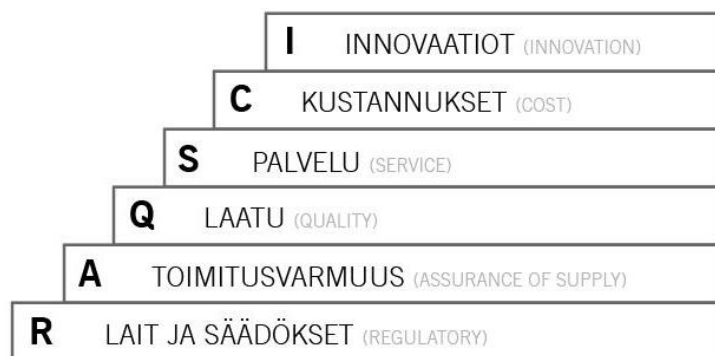 I INNOVAATIOT (INNOVATION)
C KUSTANNUKSET (COST)
S PALVELU (SERVICE)
Q LAATU (QUALITY)
A TOIMITUSVARMUUS (ASSURANCE OF SUPPLY)
R LAIT JA SÄÄDÖKSET (REGULATORY)